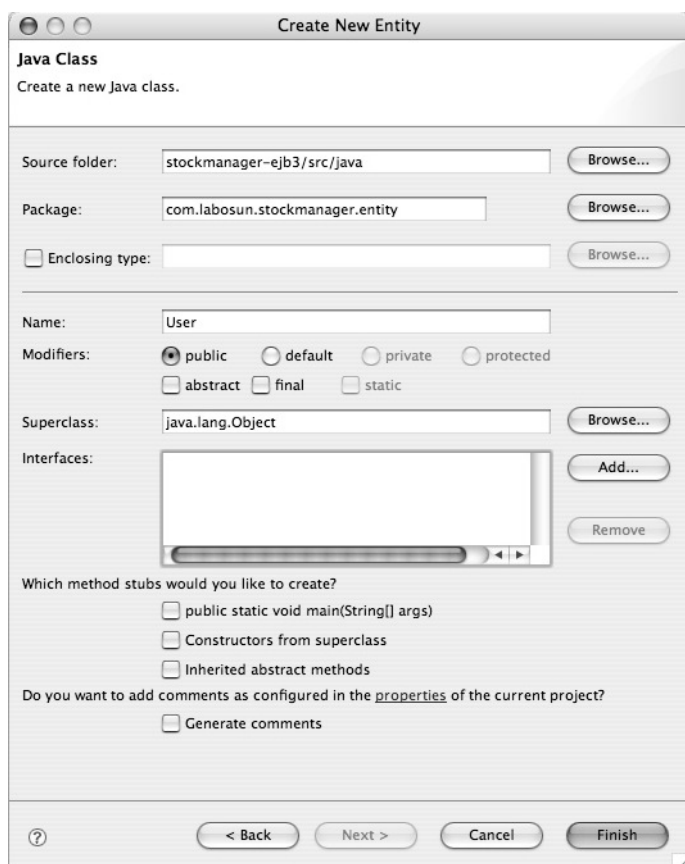 Create New Entity
Java Class
Create a new Java class.
Source folder: stockmanager-ejb3/src/java Browse...
Package: com.labosun.stockmanager.entity Browse...
Enclosing type: Browse...
Name: User
Modifiers: public default private protected
abstract final static
Superclass: java.lang.Object Browse...
Interfaces: Add...
Remove
Which method stubs would you like to create?
public static void main(String[] args)
Constructors from superclass
Inherited abstract methods
Do you want to add comments as configured in the properties of the current project?
Generate comments
? < Back Next > Cancel Finish